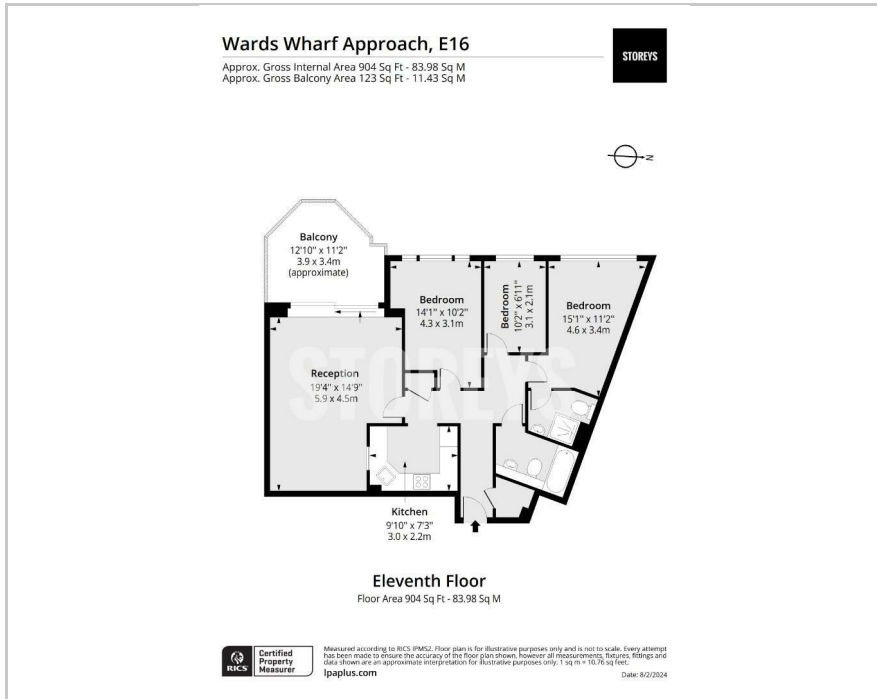 Wards Wharf Approach, E16
Approx. Gross Internal Area 904 Sq Ft - 83.98 Sq M
Approx. Gross Balcony Area 123 Sq Ft - 11.43 Sq M
STOREYS
N
Balcony
12'10" x 11'2"
3.9 x 3.4m
(approximate)
Bedroom
14'1" x 10'2"
4.3 x 3.1m
Bedroom
10'2" x 6'11"
3.1 x 2.1m
Bedroom
15'1" x 11'2"
4.6 x 3.4m
Reception
19'4" x 14'9"
5.9 x 4.5m
STOREYS
Kitchen
9'10" x 7'3"
3.0 x 2.2m
Eleventh Floor
Floor Area 904 Sq Ft - 83.98 Sq M
RICS
Certified
Property
Measurer
Measured according to RICS IPMS2. Floor plan is for illustrative purposes only and is not to scale. Every attempt
has been made to ensure the accuracy of the floor plan shown, however all measurements, fixtures, fittings and
data shown are an approximate interpretation for illustrative purposes only. 1 sq m = 10.76 sq feet.
lpaplus.com
Date: 8/2/2024